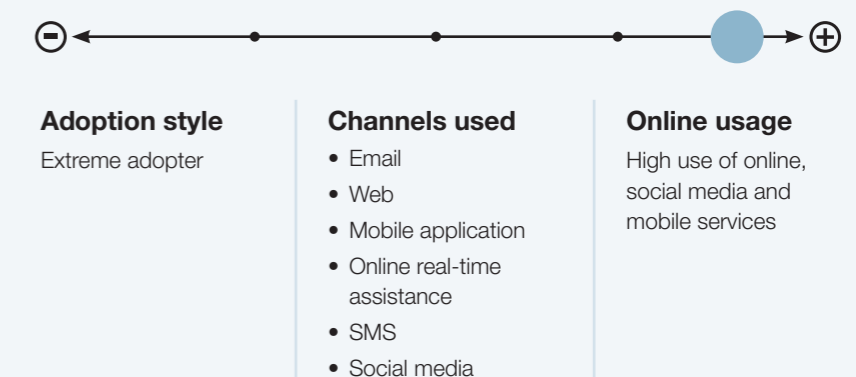 Adoption style
Extreme adopter
Channels used
• Email
• Web
• Mobile application
• Online real-time
assistance
• SMS
• Social media
Online usage
High use of online,
social media and
mobile services